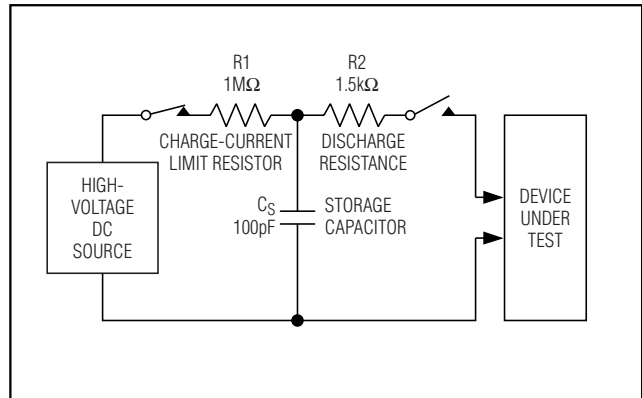 R1
1MΩ
R2
1.5kΩ
CHARGE-CURRENT
LIMIT RESISTOR
DISCHARGE
RESISTANCE
HIGH-
VOLTAGE
DC
SOURCE
CS
100pF
STORAGE
CAPACITOR
DEVICE
UNDER
TEST